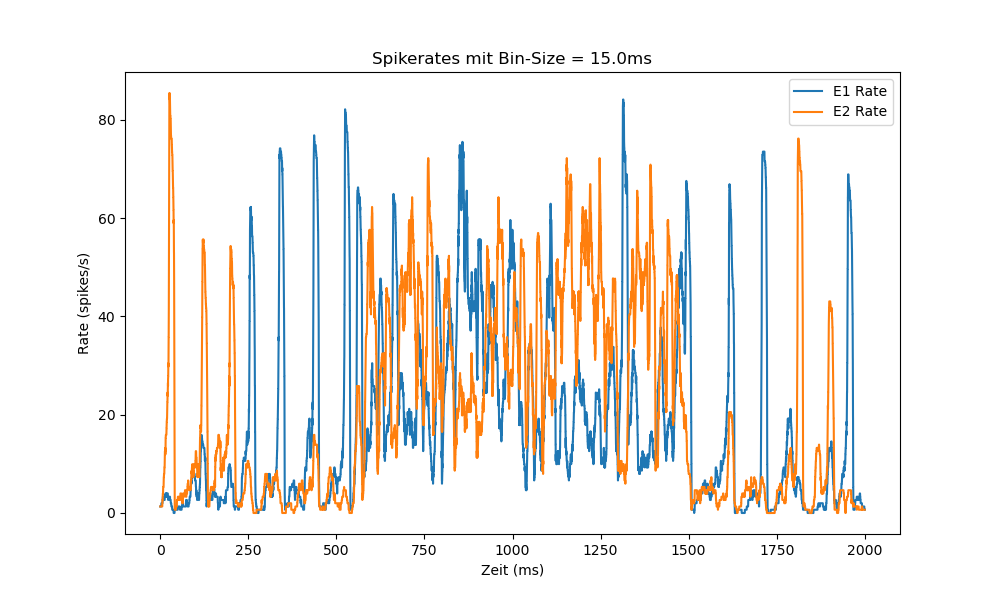 Spikerates mit Bin-Size = 15.0ms
E1 Rate
E2 Rate
80
60
40
20
0
Rate (spikes/s)
0 250 500 750 1000 1250 1500 1750 2000
Zeit (ms)